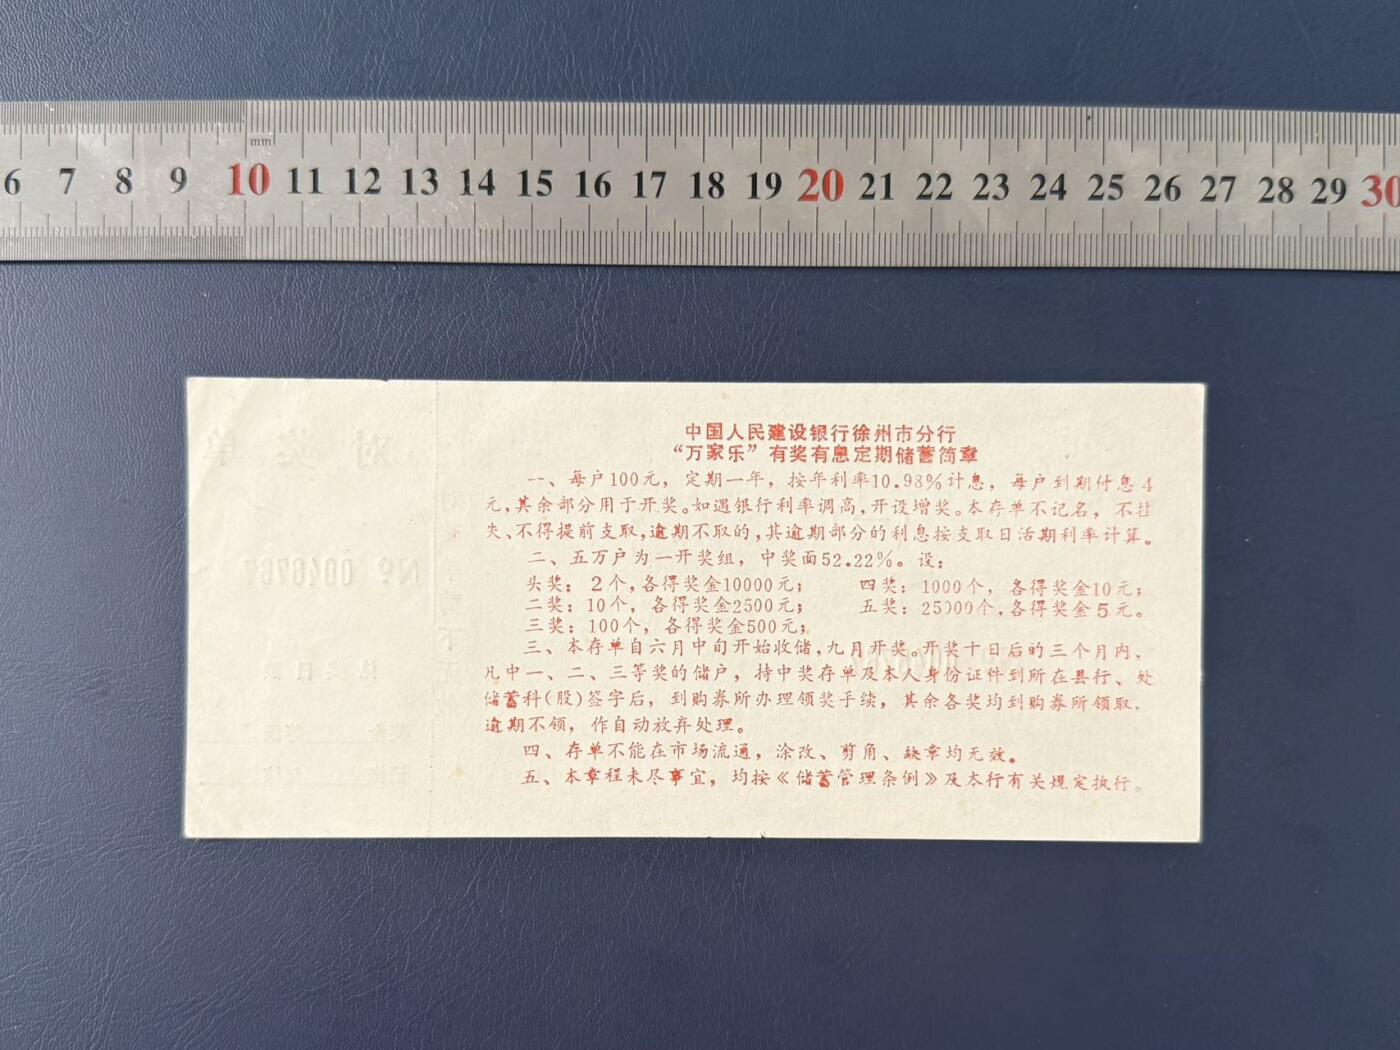 mm
6 7 8 9 10 11 12 13 14 15 16 17 18 19 20 21 22 23 24 25 26 27 28 29 30
中国人民建设银行徐州市分行
“万家乐”有奖有息定期储蓄简章
一、每户100元，定期一年，按年利率10.98%计息，每户到期付息4
元，其余部分用于开奖。如遇银行利率调高，开设增奖。本存单不记名，不挂
失、不得提前支取，逾期不取的，其逾期部分的利息按支取日活期利率计算。
二、五万户为一开奖组，中奖面52.22%。设：
头奖：2个，各得奖金10000元； 四奖：1000个，各得奖金10元；
二奖：10个，各得奖金2500元； 五奖：25000个，各得奖金5元。
三奖：100个，各得奖金500元；
三、本存单自六月中旬开始收储，九月开奖。开奖十日后的三个月内，
凡中一、二、三等奖的储户，持中奖存单及本人身份证件到所在县行、处
储蓄科（股）签字后，到购券所办理领奖手续，其余各奖均到购券所领取，
逾期不领，作自动放弃处理。
四、存单不能在市场流通，涂改、剪角、缺章均无效。
五、本章程未尽事宜，均按《储蓄管理条例》及本行有关规定执行。
对奖单
№ 0046767
兑奖日期